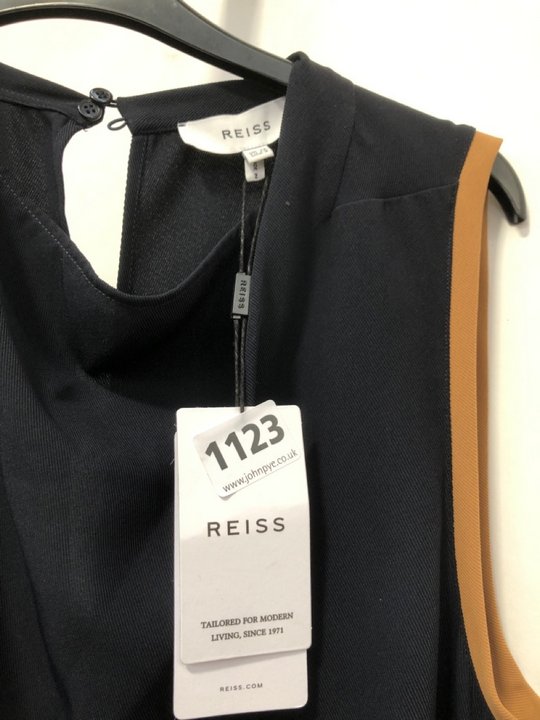 REISS
REISS
1123
www.johnpye.co.uk
REISS
TAILORED FOR MODERN
LIVING, SINCE 1971
REISS.COM